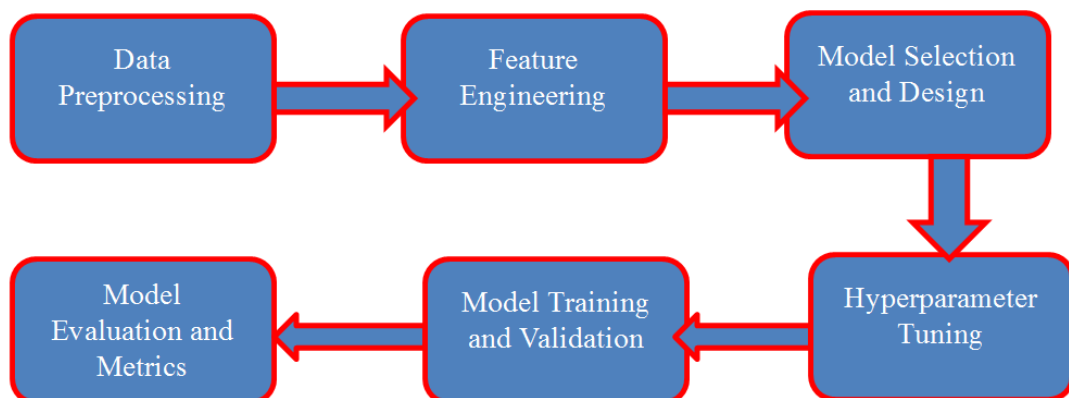 Data
Preprocessing
Feature
Engineering
Model Selection
and Design
Hyperparameter
Tuning
Model Training
and Validation
Model
Evaluation and
Metrics